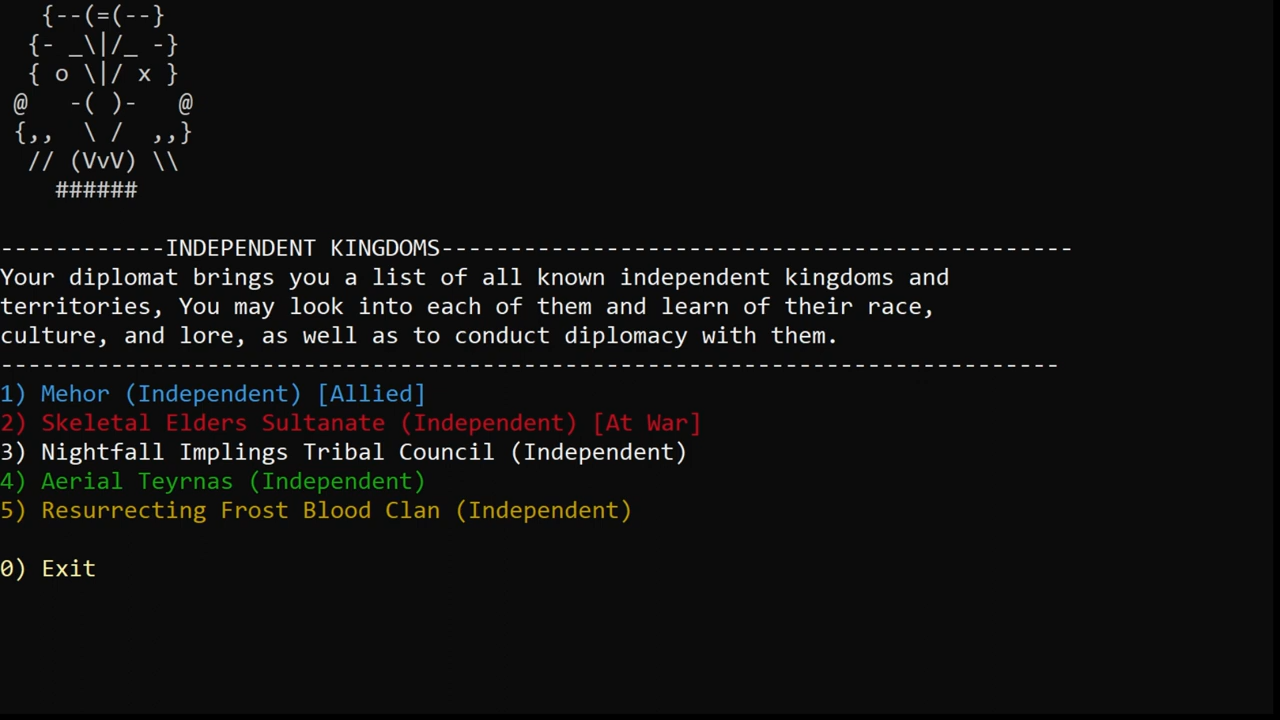 {--(=(--}
{- _\|/_ -}
{ o \|/ x }
@   -( )-   @
{,,  \ /  ,,}
// (VvV) \\
######
------------INDEPENDENT KINGDOMS----------------------------------------------
Your diplomat brings you a list of all known independent kingdoms and
territories, You may look into each of them and learn of their race,
culture, and lore, as well as to conduct diplomacy with them.
-----------------------------------------------------------------------------
1) Mehor (Independent) [Allied]
2) Skeletal Elders Sultanate (Independent) [At War]
3) Nightfall Implings Tribal Council (Independent)
4) Aerial Teyrnas (Independent)
5) Resurrecting Frost Blood Clan (Independent)
0) Exit